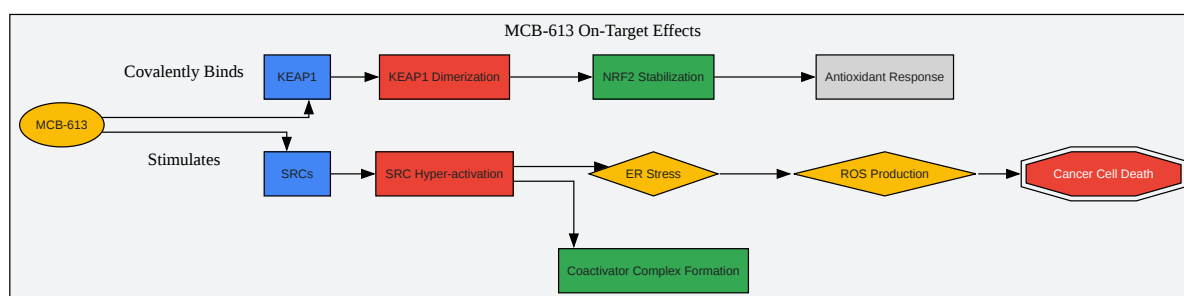 MCB-613 On-Target Effects
Covalently Binds
KEAP1
KEAP1 Dimerization
NRF2 Stabilization
Antioxidant Response
MCB-613
Stimulates
SRCs
SRC Hyper-activation
ER Stress
ROS Production
Cancer Cell Death
Coactivator Complex Formation